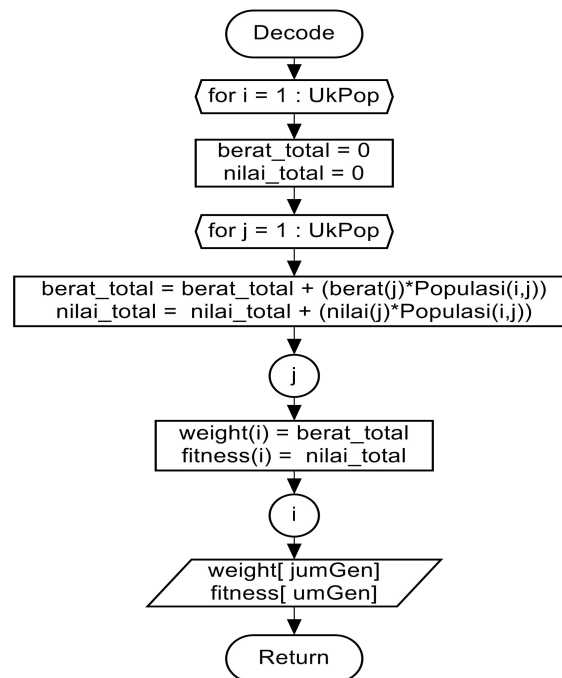 Decode
for i = 1 : UkPop
berat_total = 0
nilai_total = 0
for j = 1 : UkPop
berat_total = berat_total + (berat(j)*Populasi(i,j))
nilai_total = nilai_total + (nilai(j)*Populasi(i,j))
j
weight(i) = berat_total
fitness(i) = nilai_total
i
weight[ jumGen]
fitness[ umGen]
Return